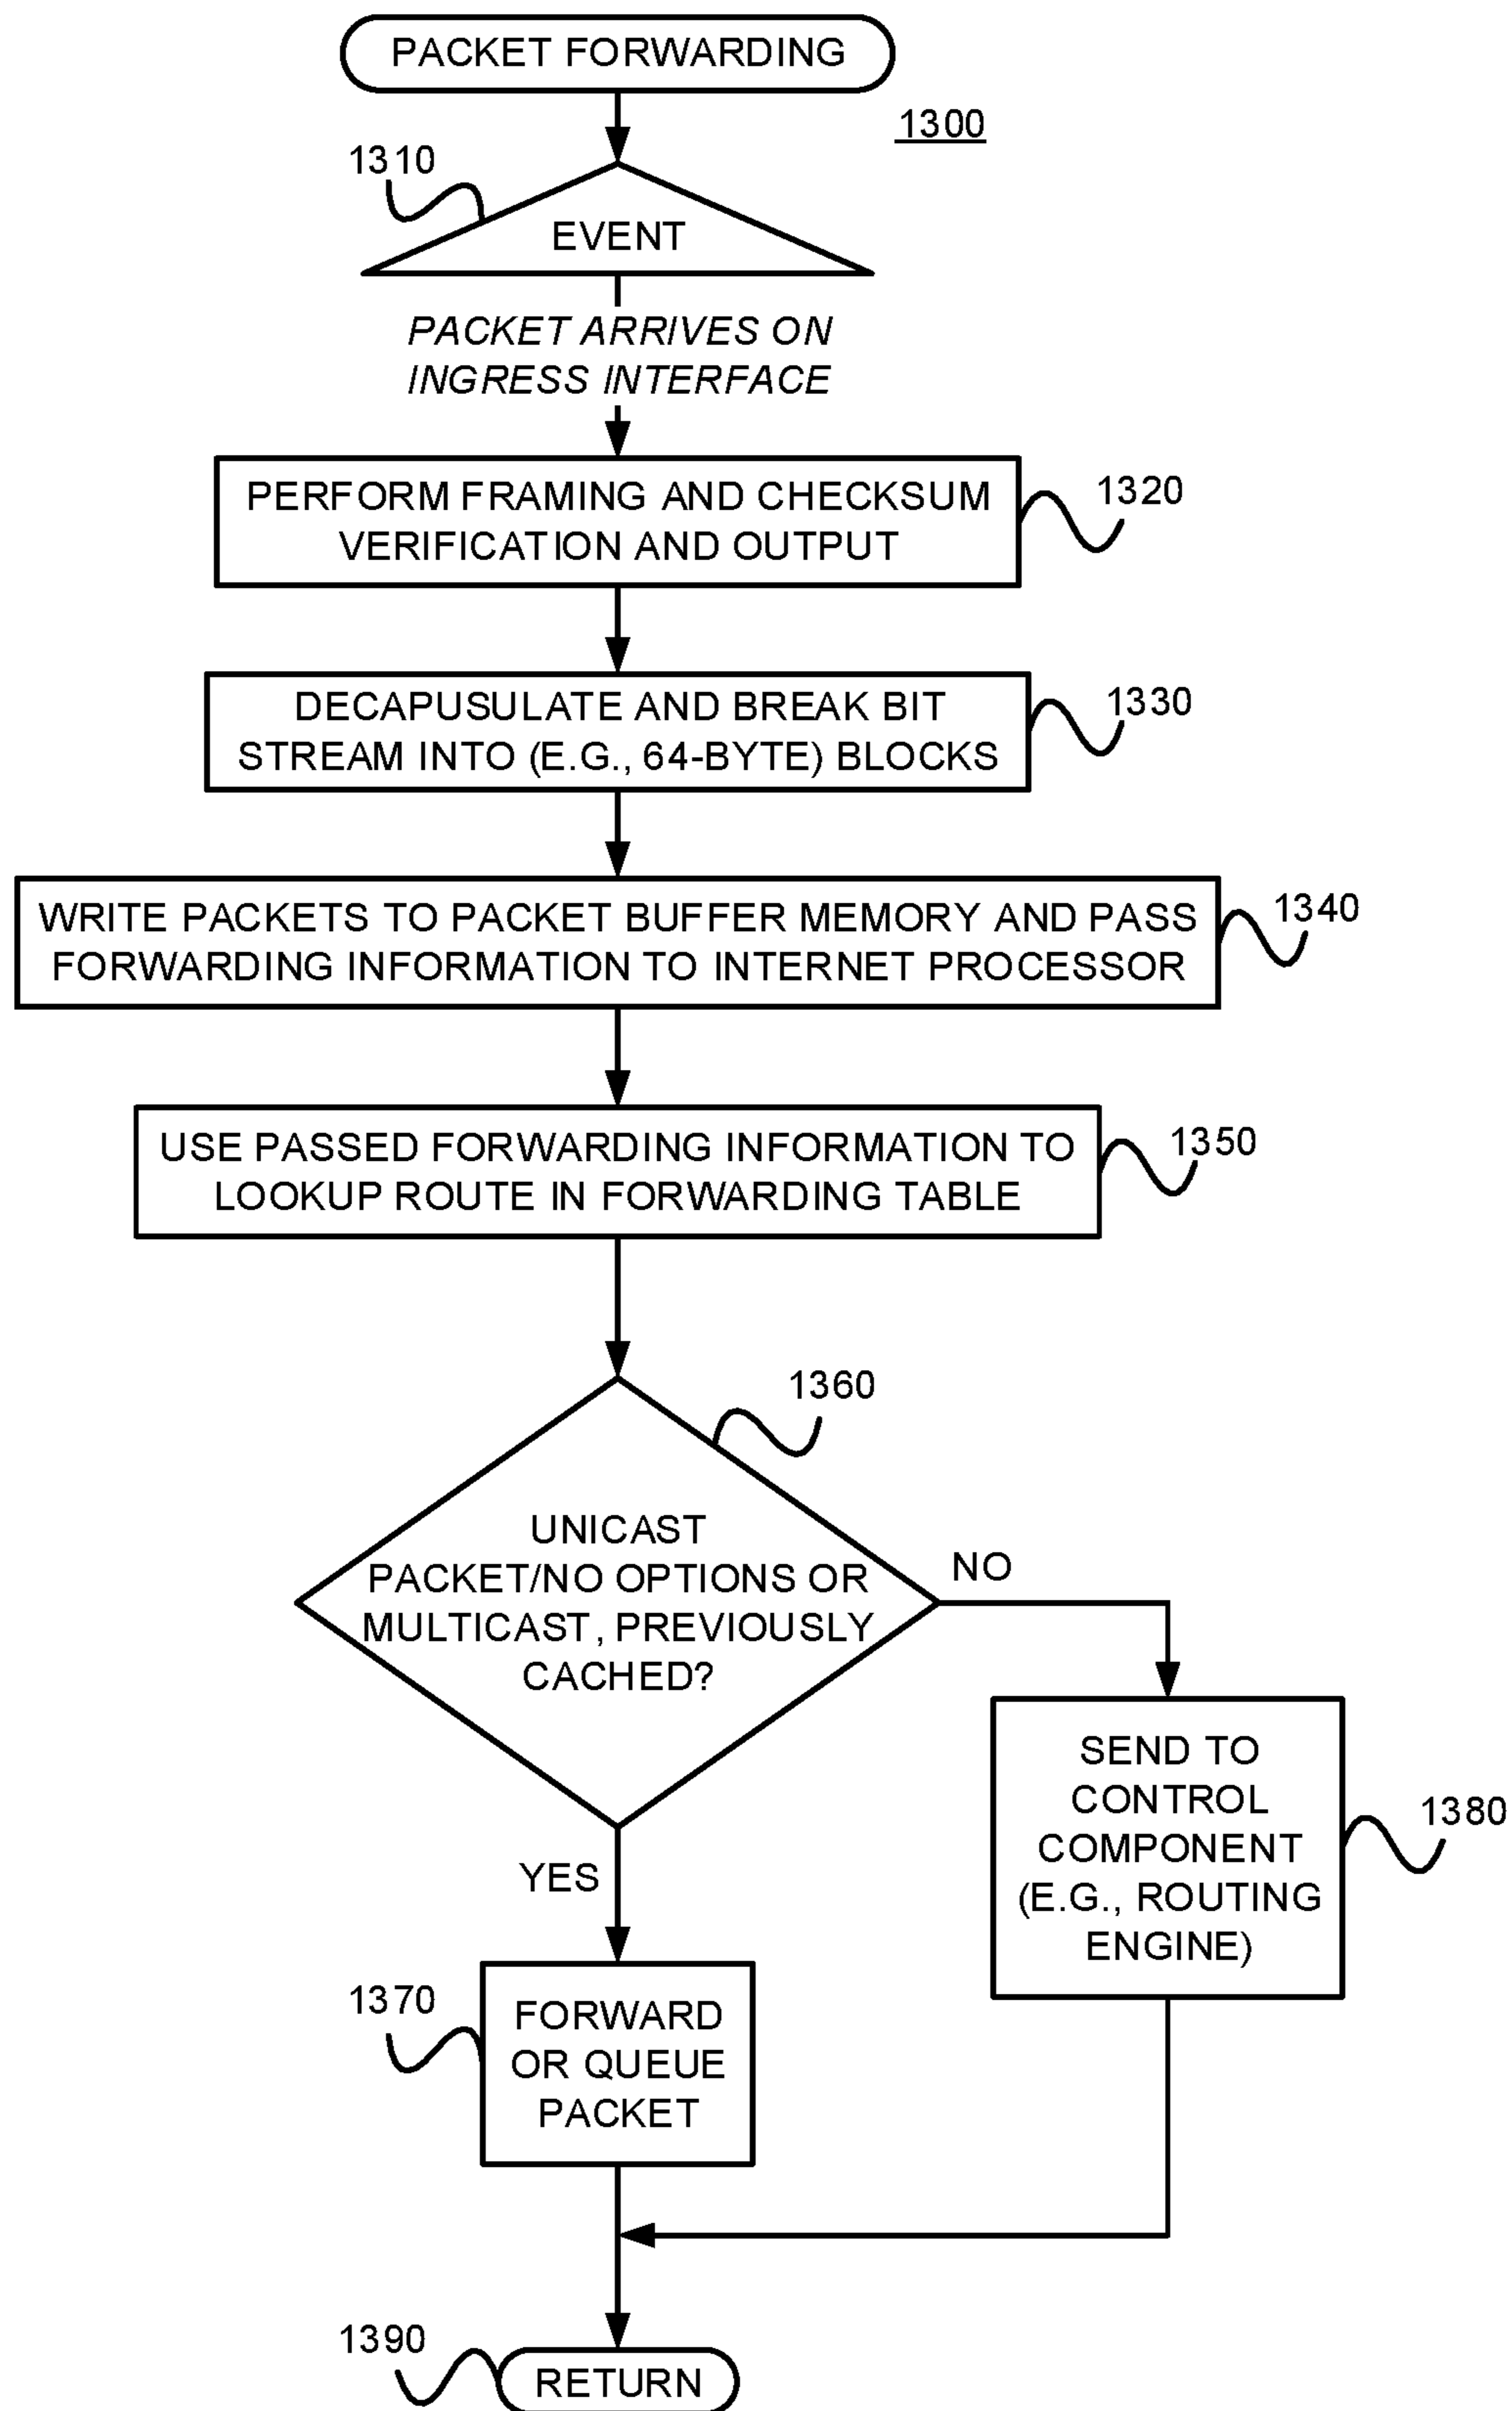 PACKET FORWARDING
1300
1310
EVENT
PACKET ARRIVES ON
INGRESS INTERFACE
PERFORM FRAMING AND CHECKSUM
VERIFICATION AND OUTPUT
1320
DECAPUSULATE AND BREAK BIT
STREAM INTO (E.G., 64-BYTE) BLOCKS
1330
WRITE PACKETS TO PACKET BUFFER MEMORY AND PASS
FORWARDING INFORMATION TO INTERNET PROCESSOR
1340
USE PASSED FORWARDING INFORMATION TO
LOOKUP ROUTE IN FORWARDING TABLE
1350
1360
UNICAST
PACKET/NO OPTIONS OR
MULTICAST, PREVIOUSLY
CACHED?
NO
YES
SEND TO
CONTROL
COMPONENT
(E.G., ROUTING
ENGINE)
1380
1370
FORWARD
OR QUEUE
PACKET
1390
RETURN